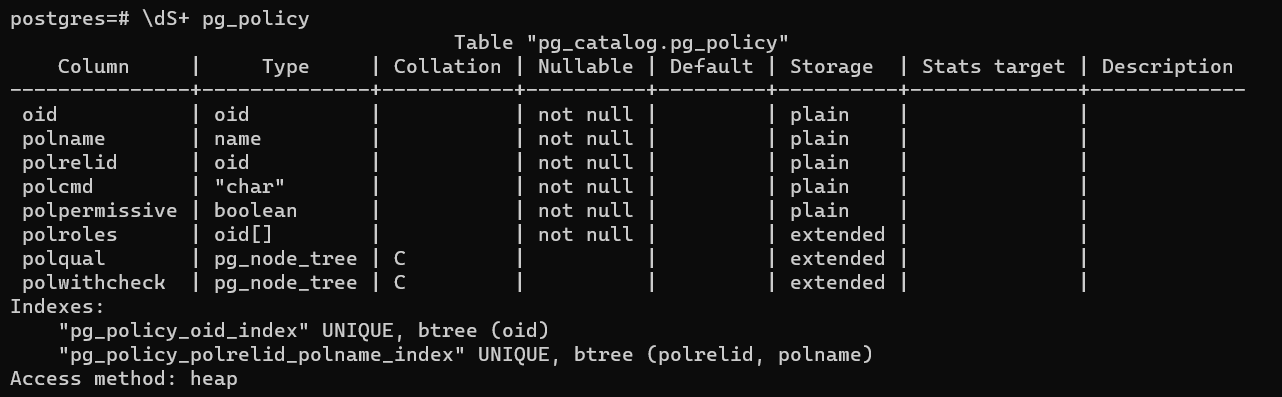 postgres=# \dS+ pg_policy
                                     Table "pg_catalog.pg_policy"
    Column     |     Type     | Collation | Nullable | Default | Storage  | Stats target | Description 
---------------+--------------+-----------+----------+---------+----------+--------------+-------------
 oid           | oid          |           | not null |         | plain    |              | 
 polname       | name         |           | not null |         | plain    |              | 
 polrelid      | oid          |           | not null |         | plain    |              | 
 polcmd        | "char"       |           | not null |         | plain    |              | 
 polpermissive | boolean      |           | not null |         | plain    |              | 
 polroles      | oid[]        |           | not null |         | extended |              | 
 polqual       | pg_node_tree | C         |          |         | extended |              | 
 polwithcheck  | pg_node_tree | C         |          |         | extended |              | 
Indexes:
    "pg_policy_oid_index" UNIQUE, btree (oid)
    "pg_policy_polrelid_polname_index" UNIQUE, btree (polrelid, polname)
Access method: heap